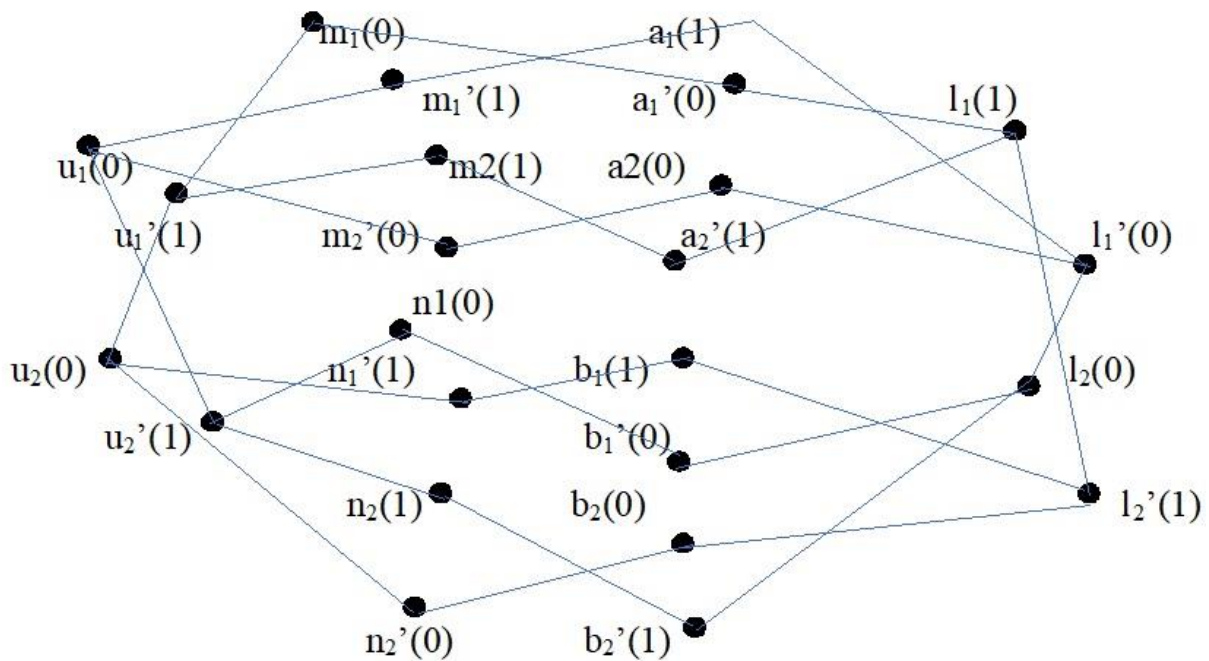 m₁(0) a₁(1)
m₁’(1) a₁’(0) l₁(1)
u₁(0) m2(1) a2(0)
u₁’(1) m₂’(0) a₂’(1) l₁’(0)
n1(0)
u₂(0) n₁’(1) b₁(1) l₂(0)
u₂’(1) b₁’(0)
n₂(1) b₂(0) l₂’(1)
n₂’(0) b₂’(1)